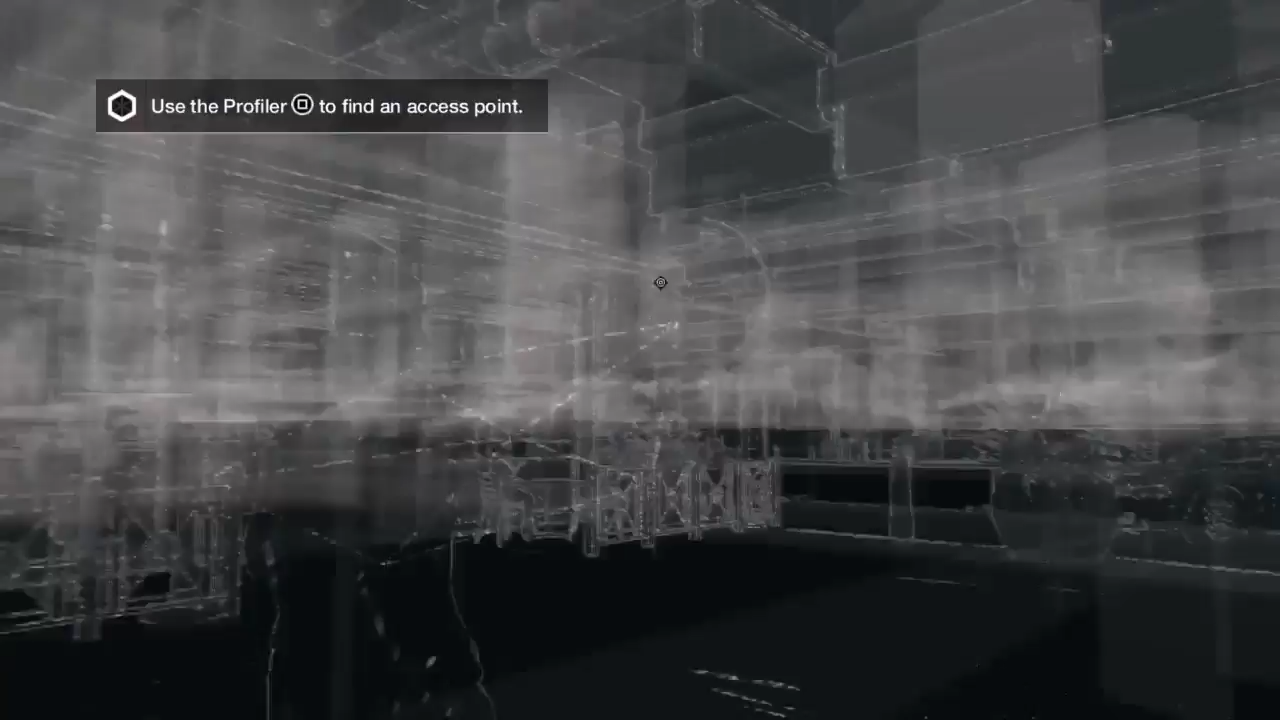 Use the Profiler to find an access point.